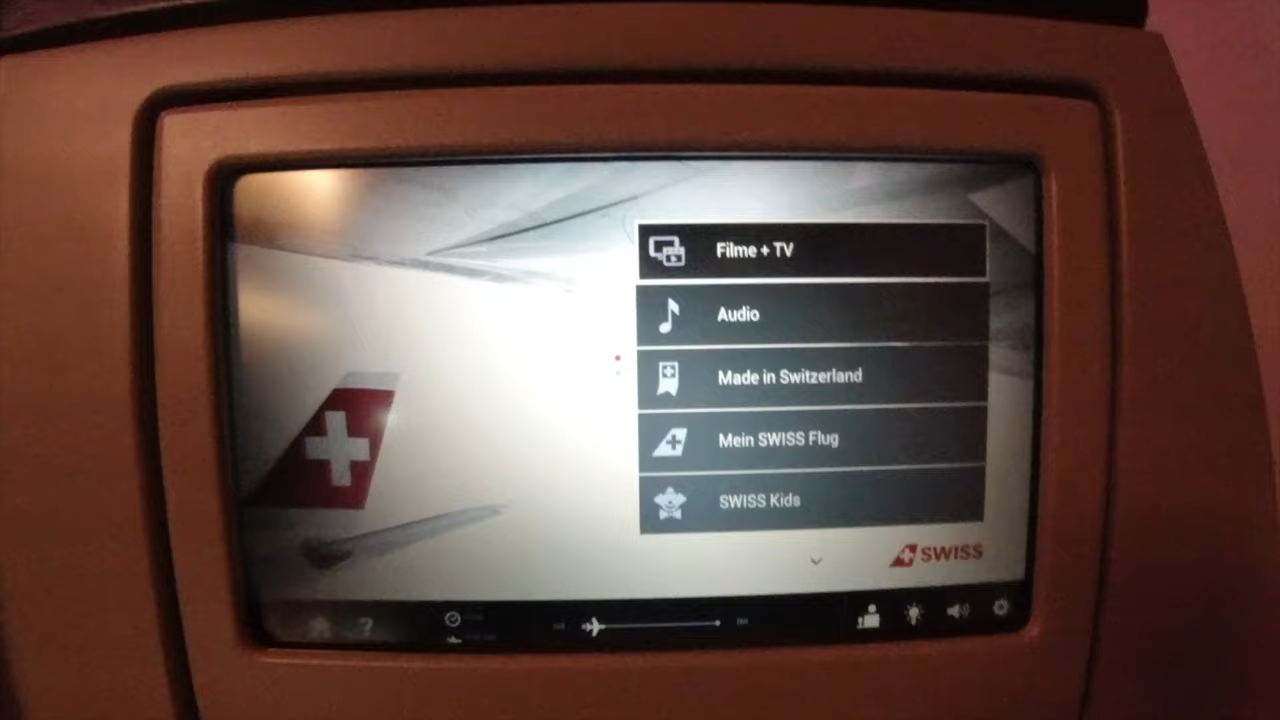 Filme + TV
Audio
Made in Switzerland
Mein SWISS Flug
SWISS Kids
SWISS
?